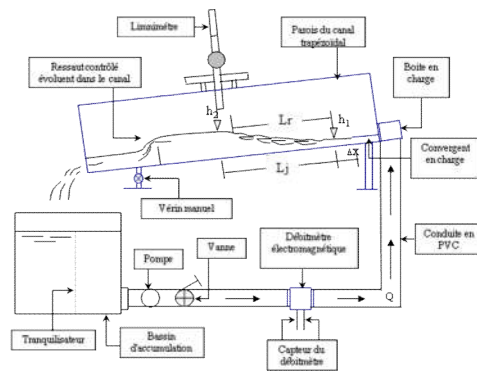 Limnimètre
Parois du canal
trapézoïdal
Ressaut contrôlé
évoluent dans le canal
Boite en
charge
h2
Lr
h1
Convergent
en charge
ΔX
Lj
Vérin manuel
Débitmètre
électromagnétique
Conduite en
PVC
Pompe
Vanne
Q
Tranquilisateur
Bassin
d'accumulation
Capteur du
débitmètre